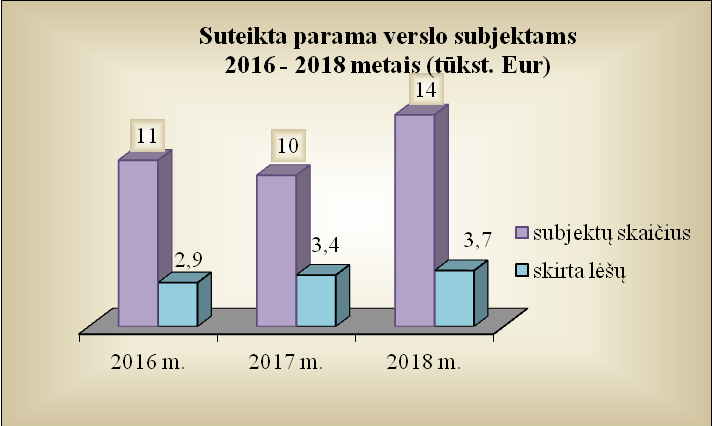 Suteikta parama verslo subjektams
2016 - 2018 metais (tūkst. Eur)
11
10
14
2,9
3,4
3,7
subjektų skaičius
skirta lėšų
2016 m.
2017 m.
2018 m.